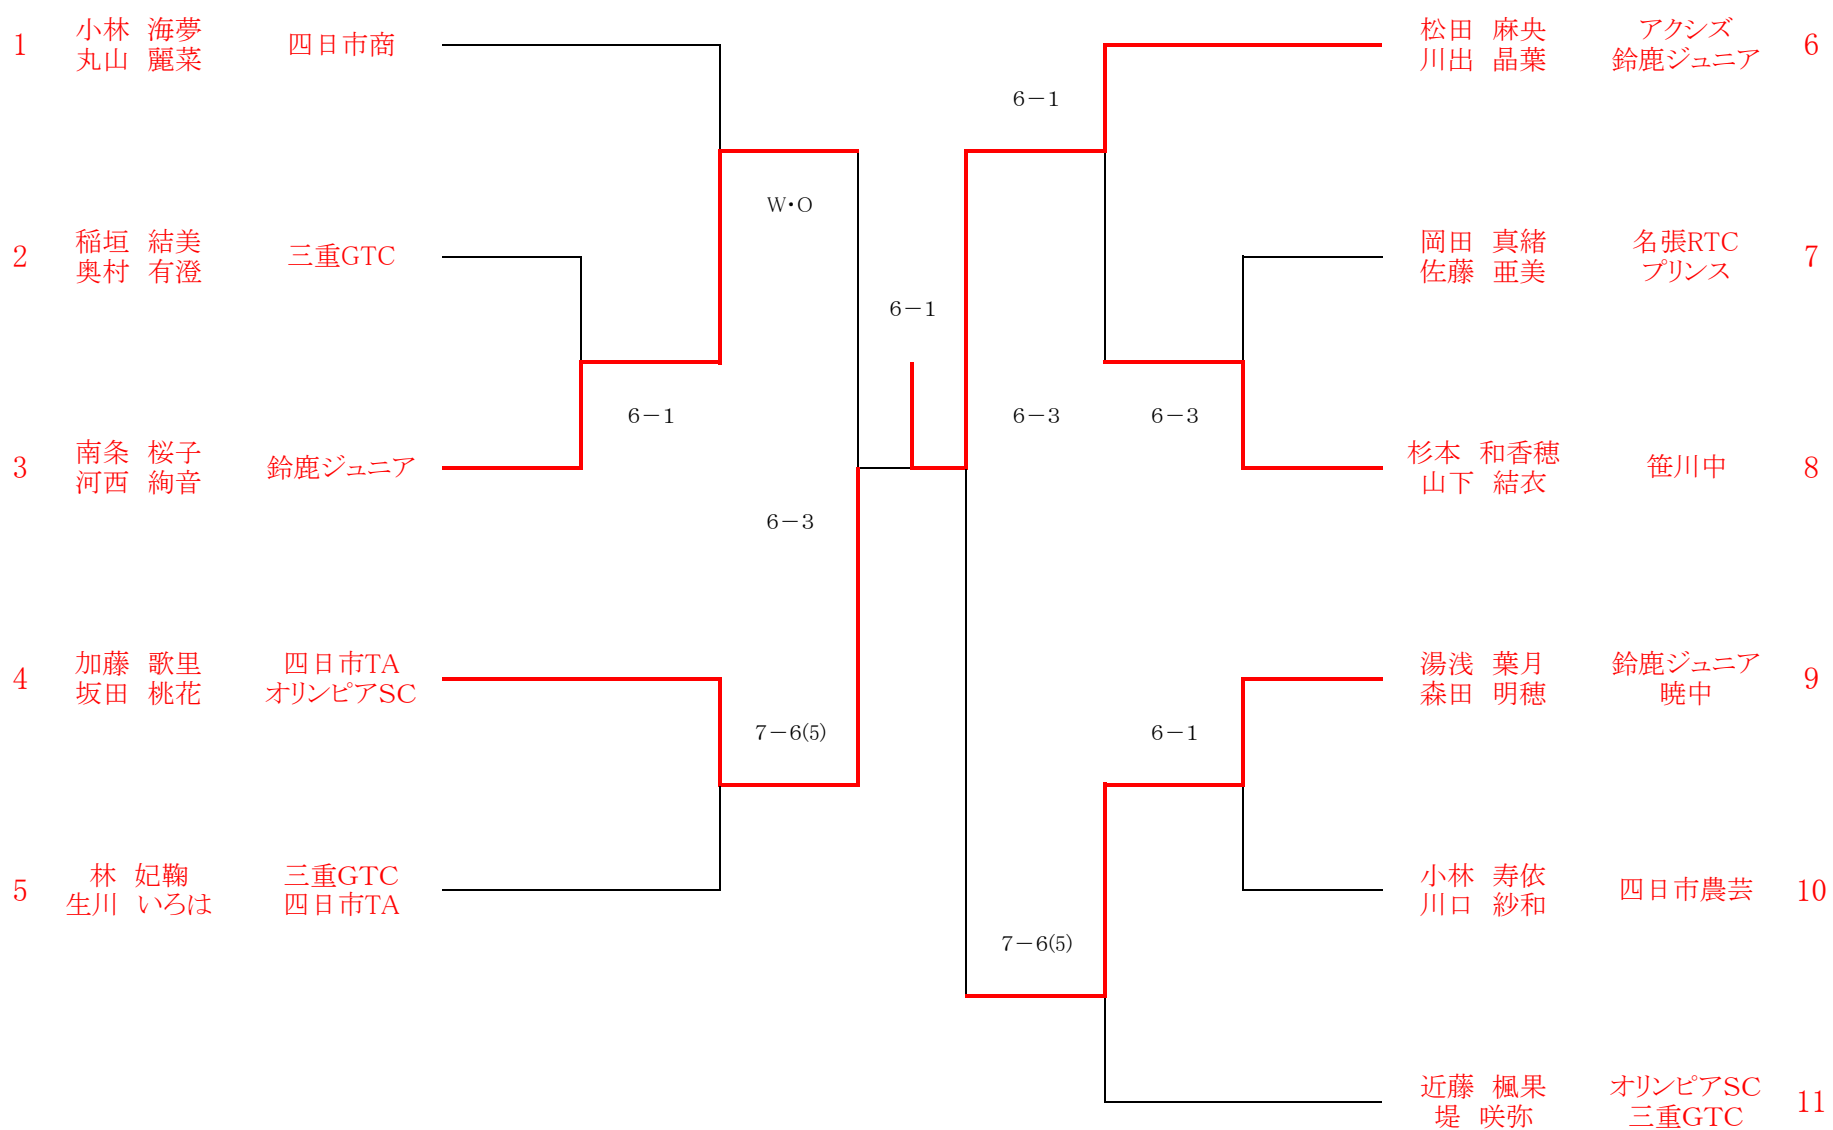 1
小林　海夢
丸山　麗菜
四日市商
2
稲垣　結美
奥村　有澄
三重GTC
3
南条　桜子
河西　絢音
鈴鹿ジュニア
4
加藤　歌里
坂田　桃花
四日市TA
オリンピアSC
5
林　妃鞠
生川　いろは
三重GTC
四日市TA
W・O
6－1
6－3
7－6(5)
6－1
6－1
6－3
6－3
6－1
7－6(5)
松田　麻央
川出　晶葉
アクシズ
鈴鹿ジュニア
6
岡田　真緒
佐藤　亜美
名張RTC
プリンス
7
杉本　和香穂
山下　結衣
笹川中
8
湯浅　葉月
森田　明穂
鈴鹿ジュニア
暁中
9
小林　寿依
川口　紗和
四日市農芸
10
近藤　楓果
堤　咲弥
オリンピアSC
三重GTC
11